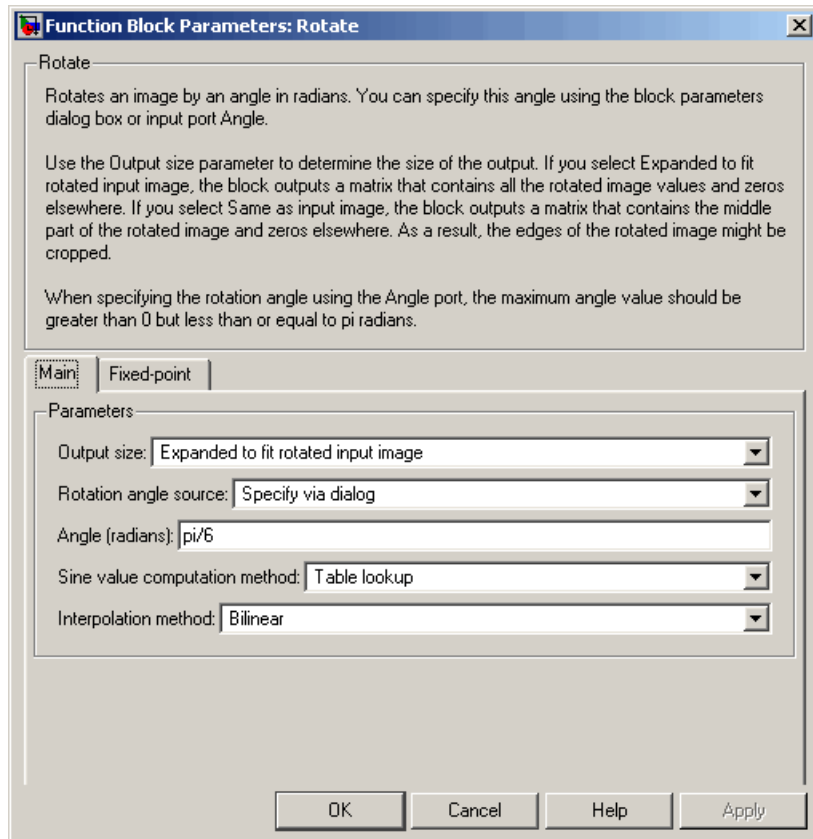 Function Block Parameters: Rotate
Rotate
Rotates an image by an angle in radians. You can specify this angle using the block parameters
dialog box or input port Angle.
Use the Output size parameter to determine the size of the output. If you select Expanded to fit
rotated input image, the block outputs a matrix that contains all the rotated image values and zeros
elsewhere. If you select Same as input image, the block outputs a matrix that contains the middle
part of the rotated image and zeros elsewhere. As a result, the edges of the rotated image might be
cropped.
When specifying the rotation angle using the Angle port, the maximum angle value should be
greater than 0 but less than or equal to pi radians.
Main Fixed-point
Parameters
Output size: Expanded to fit rotated input image
Rotation angle source: Specify via dialog
Angle (radians): pi/6
Sine value computation method: Table lookup
Interpolation method: Bilinear
OK Cancel Help Apply